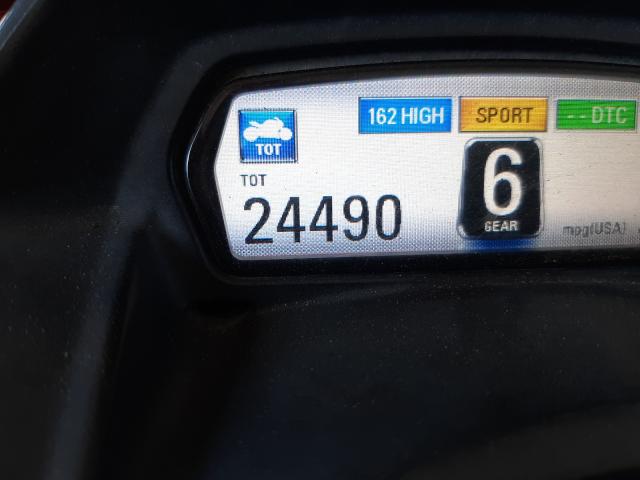 162 HIGH SPORT -- DTC
TOT
TOT
24490
6
GEAR
mpg(USA)